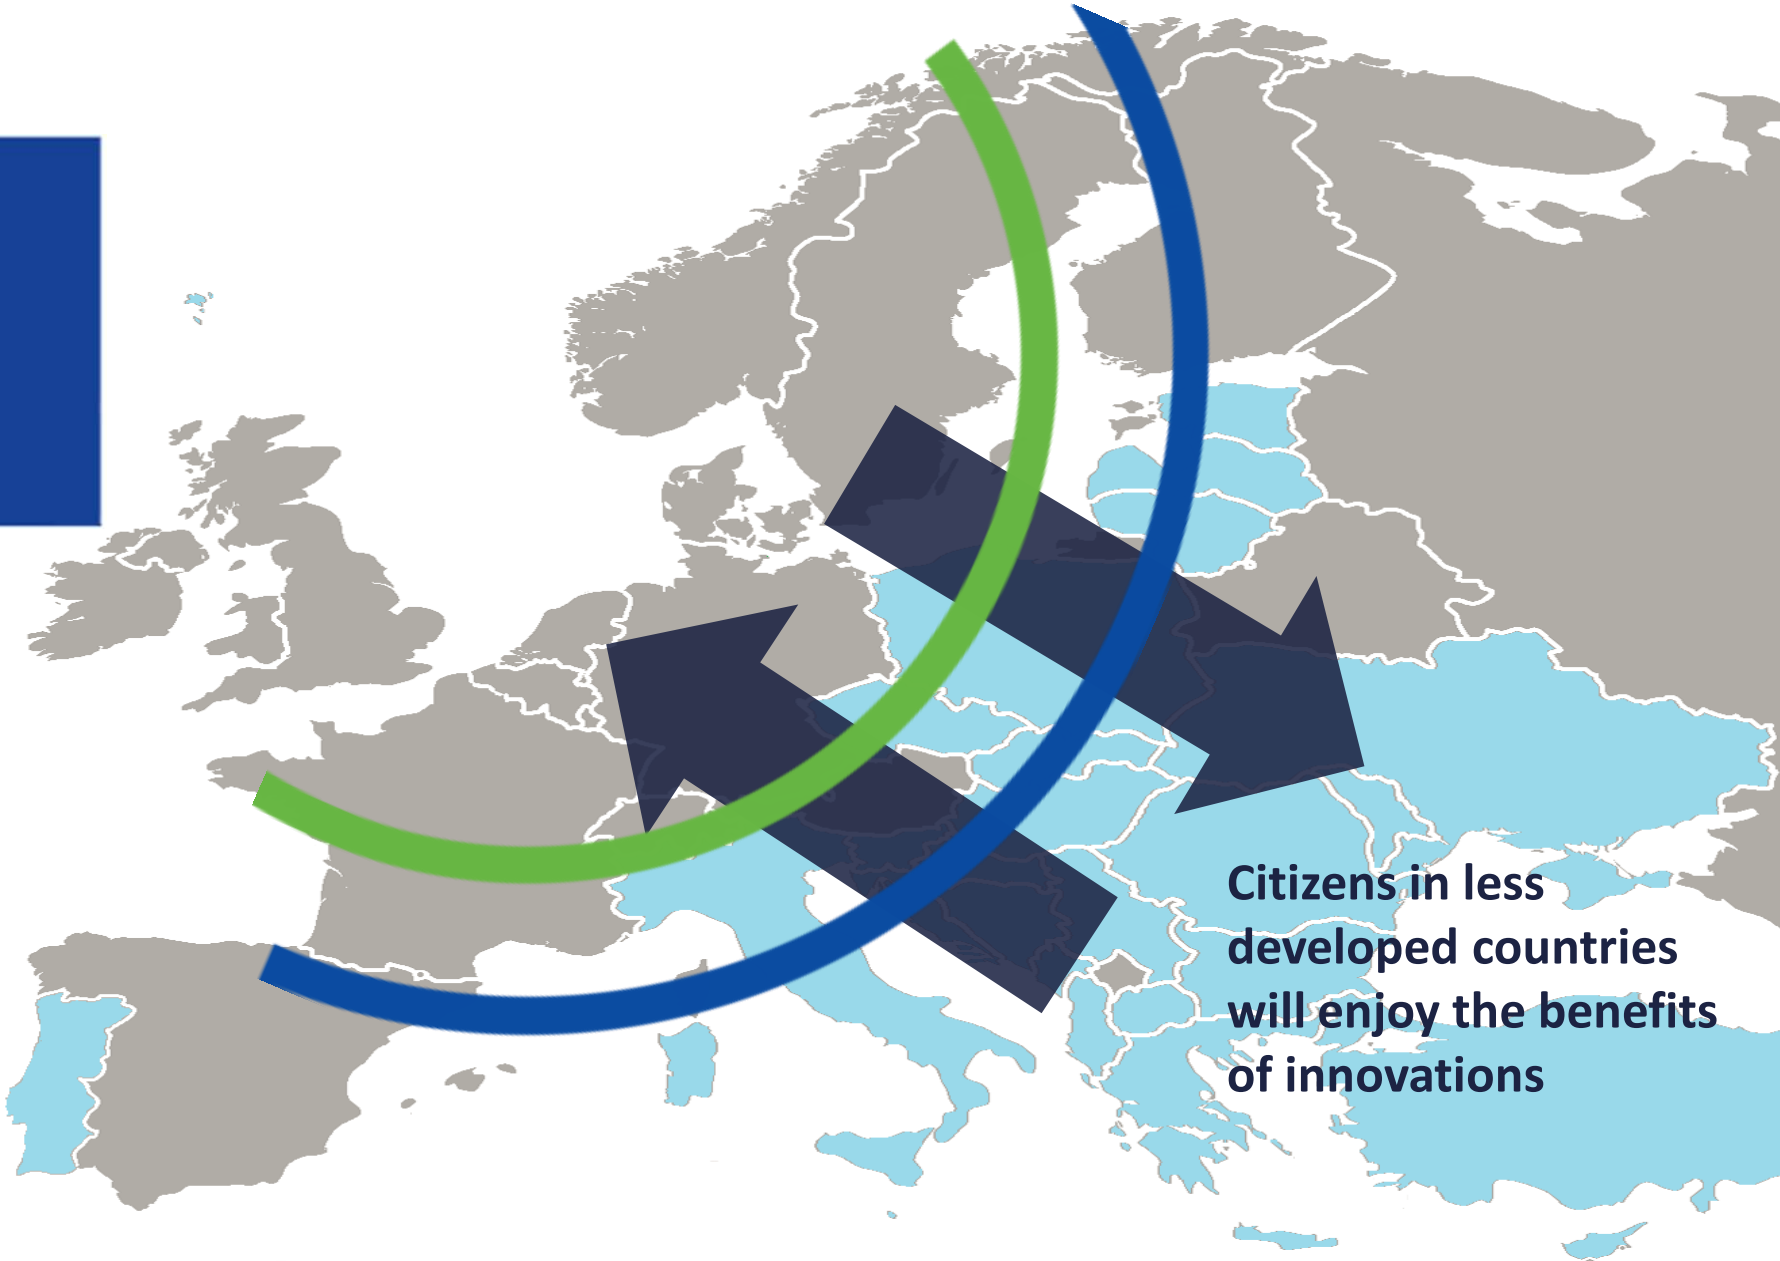 Citizens in less
developed countries
will enjoy the benefits
of innovations